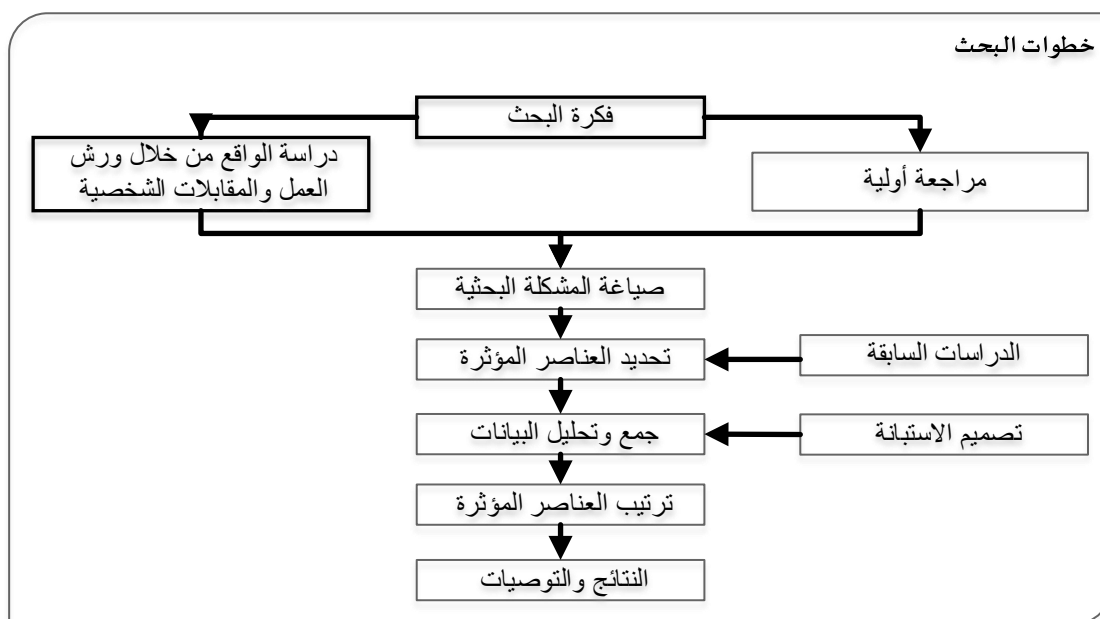 خطوات البحث
فكرة البحث
مراجعة أولية
دراسة الواقع من خلال ورش
العمل والمقابلات الشخصية
صياغة المشكلة البحثية
تحديد العناصر المؤثرة
الدراسات السابقة
جمع وتحليل البيانات
تصميم الاستبانة
ترتيب العناصر المؤثرة
النتائج والتوصيات